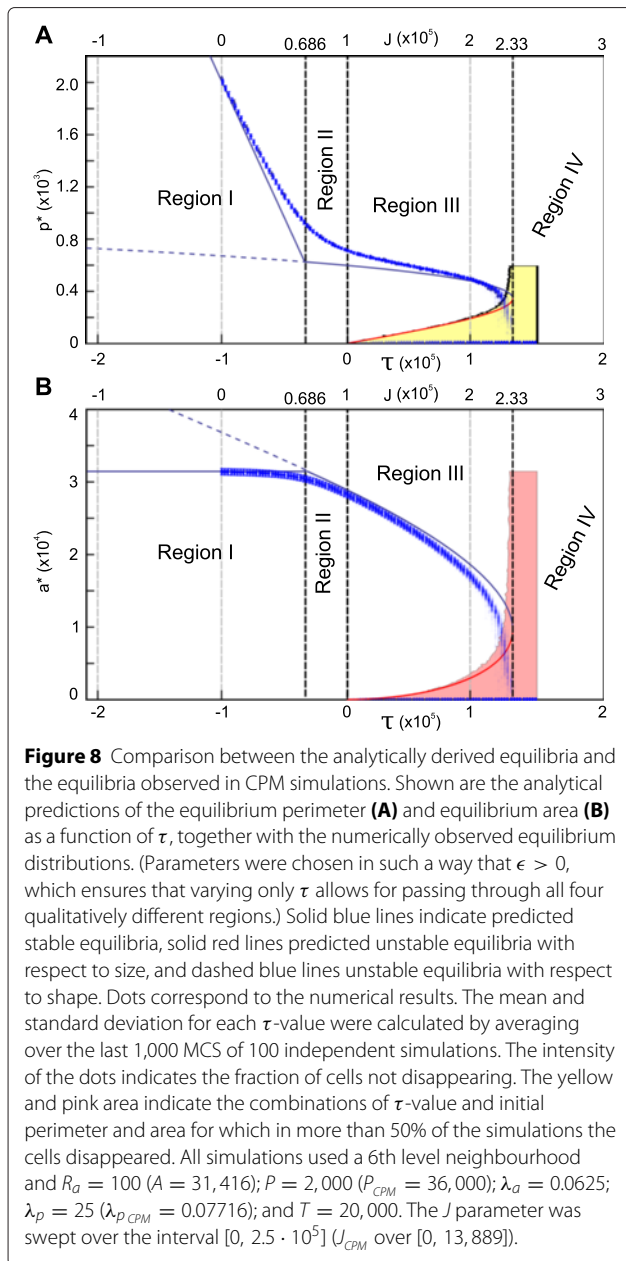 A
-1 0 0.686 1 J (x10⁵) 2 2.33 3
2.0
1.6
1.2
0.8
0.4
0
p* (x10³)
Region I
Region II
Region III
Region IV
-2 -1 0 τ (x10⁵) 1 2
B
-1 0 0.686 1 J (x10⁵) 2 2.33 3
4
3
2
1
0
a* (x10⁴)
Region I
Region II
Region III
Region IV
-2 -1 0 τ (x10⁵) 1 2
Figure 8 Comparison between the analytically derived equilibria and
the equilibria observed in CPM simulations. Shown are the analytical
predictions of the equilibrium perimeter (A) and equilibrium area (B)
as a function of τ, together with the numerically observed equilibrium
distributions. (Parameters were chosen in such a way that ϵ > 0,
which ensures that varying only τ allows for passing through all four
qualitatively different regions.) Solid blue lines indicate predicted
stable equilibria, solid red lines predicted unstable equilibria with
respect to size, and dashed blue lines unstable equilibria with respect
to shape. Dots correspond to the numerical results. The mean and
standard deviation for each τ-value were calculated by averaging
over the last 1,000 MCS of 100 independent simulations. The intensity
of the dots indicates the fraction of cells not disappearing. The yellow
and pink area indicate the combinations of τ-value and initial
perimeter and area for which in more than 50% of the simulations the
cells disappeared. All simulations used a 6th level neighbourhood
and Rₐ = 100 (A = 31,416); P = 2,000 (P_CPM = 36,000); λₐ = 0.0625;
λₚ = 25 (λ_p_CPM = 0.07716); and T = 20,000. The J parameter was
swept over the interval [0, 2.5 · 10⁵] (J_CPM over [0, 13,889]).